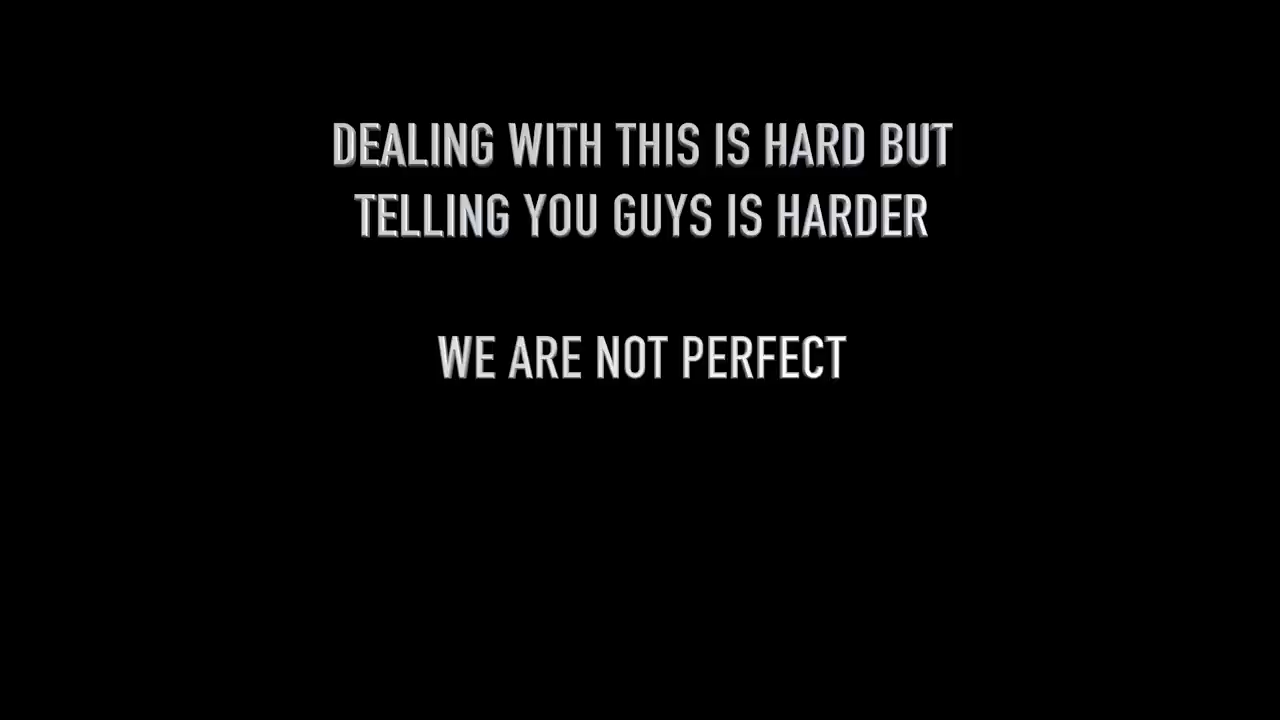 DEALING WITH THIS IS HARD BUT
TELLING YOU GUYS IS HARDER
WE ARE NOT PERFECT